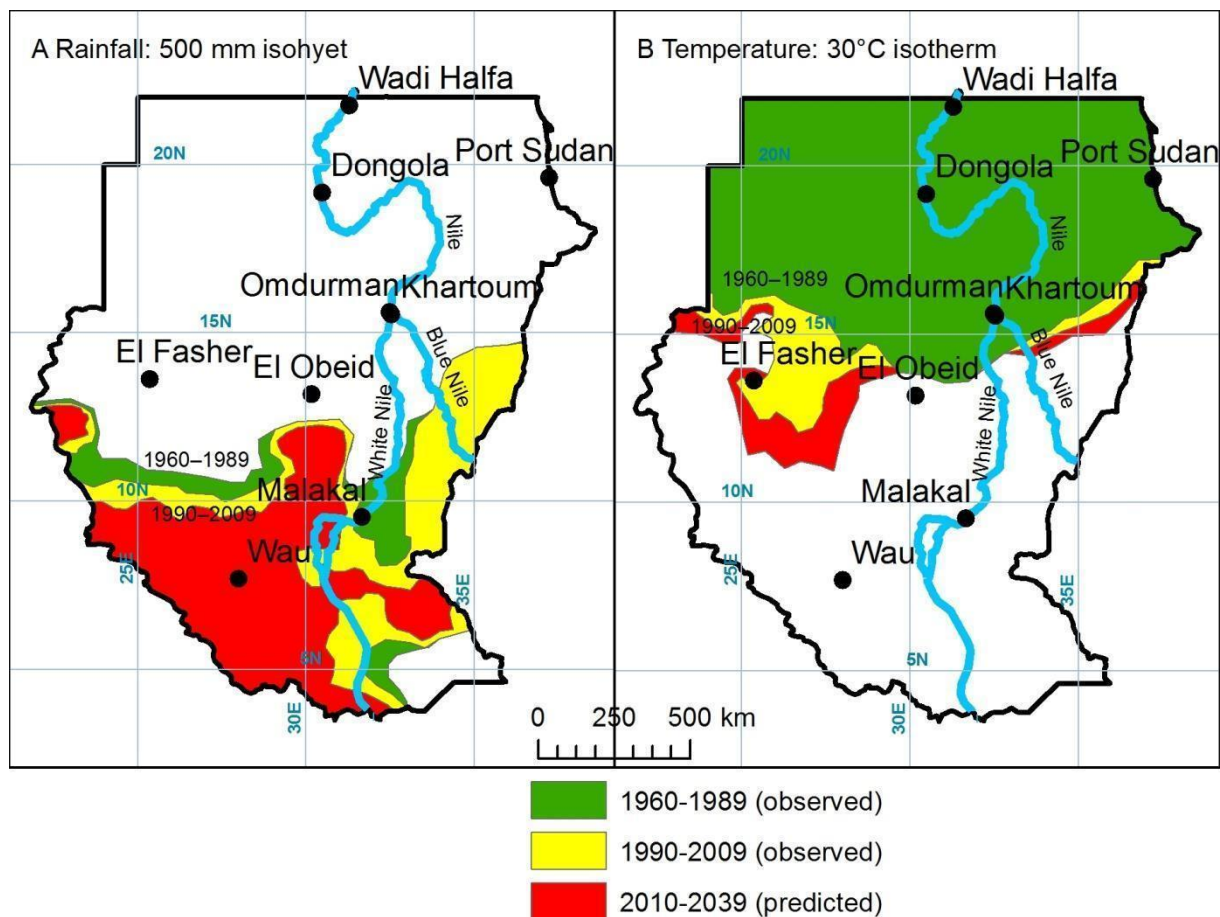 A Rainfall: 500 mm isohyet
Wadi Halfa
20N
Dongola
Port Sudan
Nile
Omdurman Khartoum
15N
El Fasher
El Obeid
Blue Nile
White Nile
1960–1989
10N
Malakal
1990–2009
Wau
25E
35E
5N
30E
0 250 500 km
B Temperature: 30°C isotherm
Wadi Halfa
20N
Dongola
Port Sudan
Nile
1960–1989
Omdurman Khartoum
1990–2009
15N
El Fasher
El Obeid
Blue Nile
White Nile
10N
Malakal
Wau
25E
35E
5N
30E
1960-1989 (observed)
1990-2009 (observed)
2010-2039 (predicted)